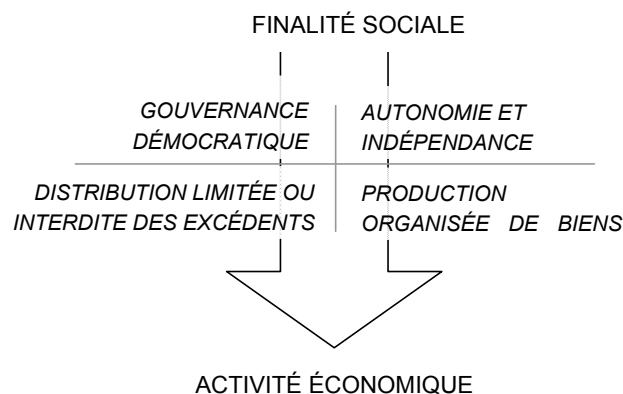 FINALITÉ SOCIALE
GOUVERNANCE
DÉMOCRATIQUE
AUTONOMIE ET
INDÉPENDANCE
DISTRIBUTION LIMITÉE OU
INTERDITE DES EXCÉDENTS
PRODUCTION
ORGANISÉE DE BIENS
ACTIVITÉ ÉCONOMIQUE